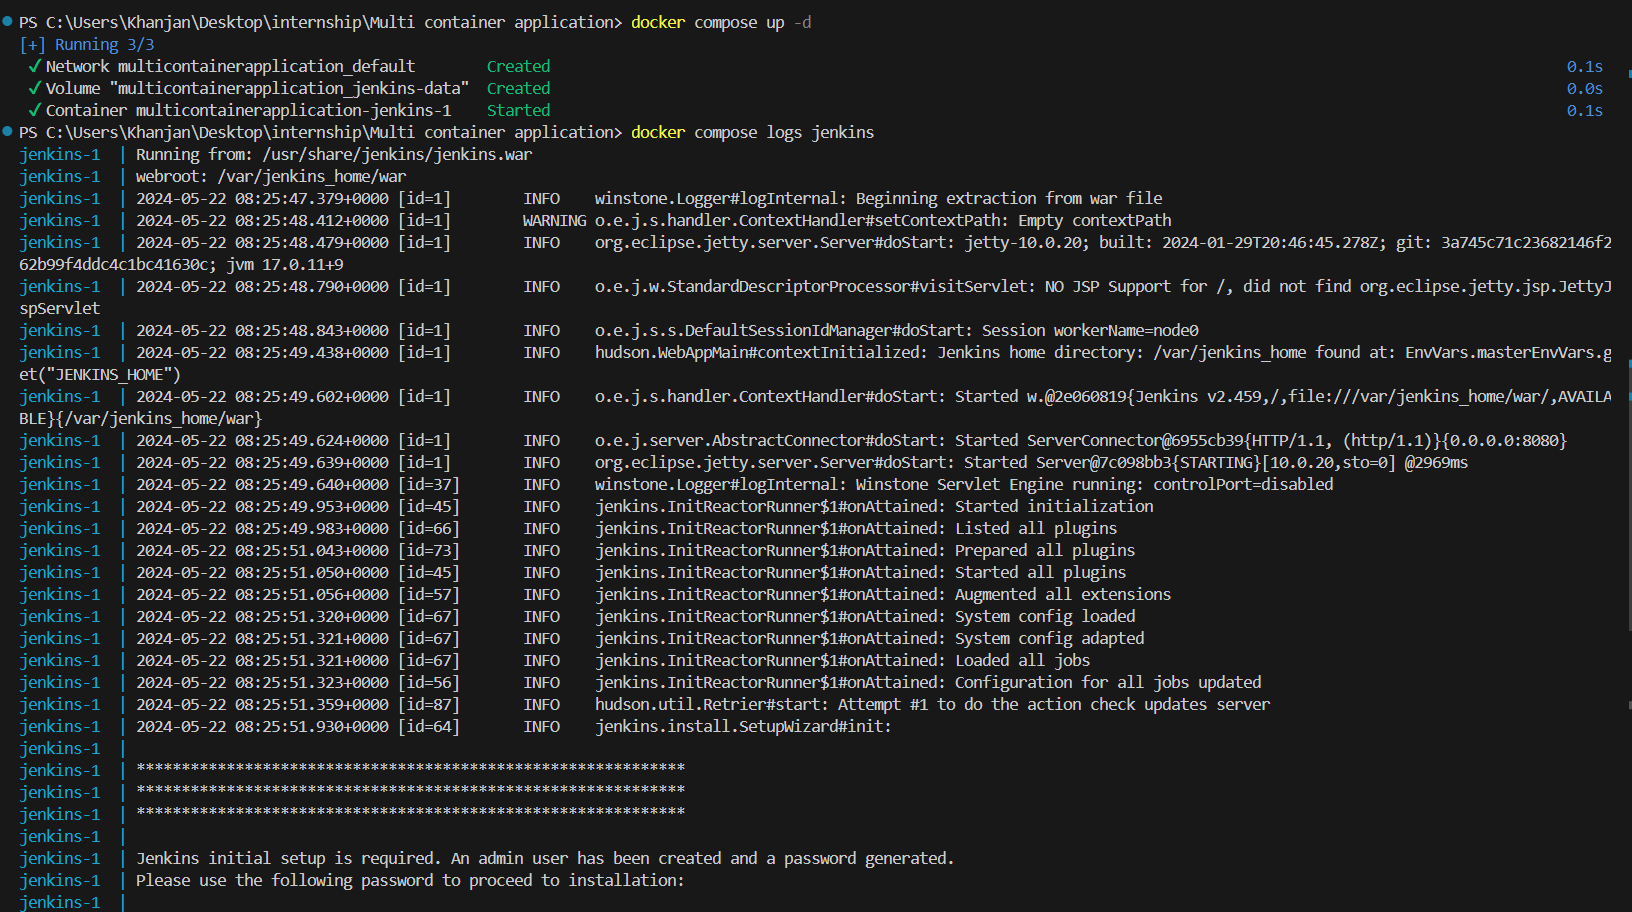 PS C:\Users\Khanjan\Desktop\internship\Multi container application> docker compose up -d
[+] Running 3/3
✔ Network multicontainerapplication_default Created 0.1s
✔ Volume "multicontainerapplication_jenkins-data" Created 0.0s
✔ Container multicontainerapplication-jenkins-1 Started 0.1s
PS C:\Users\Khanjan\Desktop\internship\Multi container application> docker compose logs jenkins
jenkins-1 | Running from: /usr/share/jenkins/jenkins.war
jenkins-1 | webroot: /var/jenkins_home/war
jenkins-1 | 2024-05-22 08:25:47.379+0000 [id=1] INFO winstone.Logger#logInternal: Beginning extraction from war file
jenkins-1 | 2024-05-22 08:25:48.412+0000 [id=1] WARNING o.e.j.s.handler.ContextHandler#setContextPath: Empty contextPath
jenkins-1 | 2024-05-22 08:25:48.479+0000 [id=1] INFO org.eclipse.jetty.server.Server#doStart: jetty-10.0.20; built: 2024-01-29T20:46:45.278Z; git: 3a745c71c23682146f2
62b99f4ddc4c1bc41630c; jvm 17.0.11+9
jenkins-1 | 2024-05-22 08:25:48.790+0000 [id=1] INFO o.e.j.w.StandardDescriptorProcessor#visitServlet: NO JSP Support for /, did not find org.eclipse.jetty.jsp.JettyJ
spServlet
jenkins-1 | 2024-05-22 08:25:48.843+0000 [id=1] INFO o.e.j.s.s.DefaultSessionIdManager#doStart: Session workerName=node0
jenkins-1 | 2024-05-22 08:25:49.438+0000 [id=1] INFO hudson.WebAppMain#contextInitialized: Jenkins home directory: /var/jenkins_home found at: EnvVars.masterEnvVars.g
et("JENKINS_HOME")
jenkins-1 | 2024-05-22 08:25:49.602+0000 [id=1] INFO o.e.j.s.handler.ContextHandler#doStart: Started w.@2e060819{Jenkins v2.459,/,file:///var/jenkins_home/war/,AVAILA
BLE}{/var/jenkins_home/war}
jenkins-1 | 2024-05-22 08:25:49.624+0000 [id=1] INFO o.e.j.server.AbstractConnector#doStart: Started ServerConnector@6955cb39{HTTP/1.1, (http/1.1)}{0.0.0.0:8080}
jenkins-1 | 2024-05-22 08:25:49.639+0000 [id=1] INFO org.eclipse.jetty.server.Server#doStart: Started Server@7c098bb3{STARTING}[10.0.20,sto=0] @2969ms
jenkins-1 | 2024-05-22 08:25:49.640+0000 [id=37] INFO winstone.Logger#logInternal: Winstone Servlet Engine running: controlPort=disabled
jenkins-1 | 2024-05-22 08:25:49.953+0000 [id=45] INFO jenkins.InitReactorRunner$1#onAttained: Started initialization
jenkins-1 | 2024-05-22 08:25:49.983+0000 [id=66] INFO jenkins.InitReactorRunner$1#onAttained: Listed all plugins
jenkins-1 | 2024-05-22 08:25:51.043+0000 [id=73] INFO jenkins.InitReactorRunner$1#onAttained: Prepared all plugins
jenkins-1 | 2024-05-22 08:25:51.050+0000 [id=45] INFO jenkins.InitReactorRunner$1#onAttained: Started all plugins
jenkins-1 | 2024-05-22 08:25:51.056+0000 [id=57] INFO jenkins.InitReactorRunner$1#onAttained: Augmented all extensions
jenkins-1 | 2024-05-22 08:25:51.320+0000 [id=67] INFO jenkins.InitReactorRunner$1#onAttained: System config loaded
jenkins-1 | 2024-05-22 08:25:51.321+0000 [id=67] INFO jenkins.InitReactorRunner$1#onAttained: System config adapted
jenkins-1 | 2024-05-22 08:25:51.321+0000 [id=67] INFO jenkins.InitReactorRunner$1#onAttained: Loaded all jobs
jenkins-1 | 2024-05-22 08:25:51.323+0000 [id=56] INFO jenkins.InitReactorRunner$1#onAttained: Configuration for all jobs updated
jenkins-1 | 2024-05-22 08:25:51.359+0000 [id=87] INFO hudson.util.Retrier#start: Attempt #1 to do the action check updates server
jenkins-1 | 2024-05-22 08:25:51.930+0000 [id=64] INFO jenkins.install.SetupWizard#init:
jenkins-1 |
jenkins-1 | *************************************************************
jenkins-1 | *************************************************************
jenkins-1 | *************************************************************
jenkins-1 |
jenkins-1 | Jenkins initial setup is required. An admin user has been created and a password generated.
jenkins-1 | Please use the following password to proceed to installation:
jenkins-1 |